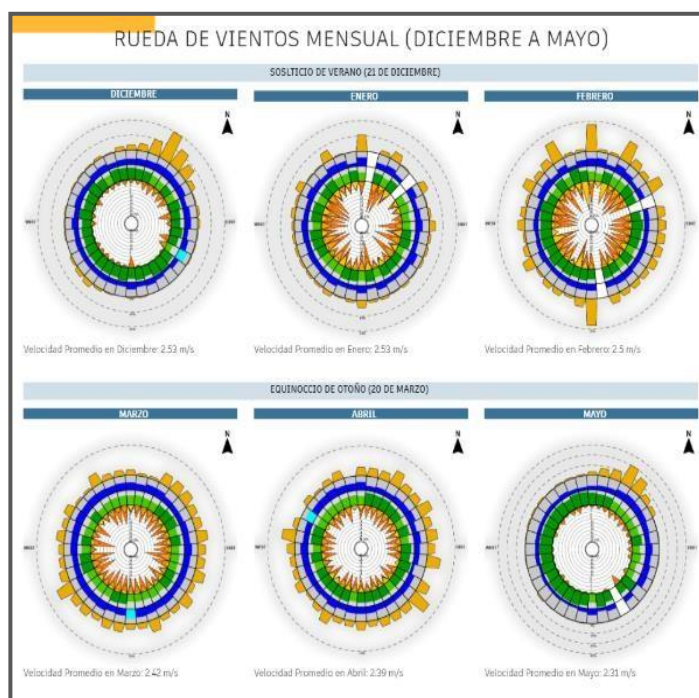 RUEDA DE VIENTOS MENSUAL (DICIEMBRE A MAYO)
SOSLTICIO DE VERANO (21 DE DICIEMBRE)
DICIEMBRE
ENERO
FEBRERO
N
N
N
Velocidad Promedio en Diciembre: 2.53 m/s
Velocidad Promedio en Enero: 2.53 m/s
Velocidad Promedio en Febrero: 2.5 m/s
EQUINOCCIO DE OTOÑO (20 DE MARZO)
MARZO
ABRIL
MAYO
N
N
N
Velocidad Promedio en Marzo: 2.42 m/s
Velocidad Promedio en Abril: 2.39 m/s
Velocidad Promedio en Mayo: 2.31 m/s